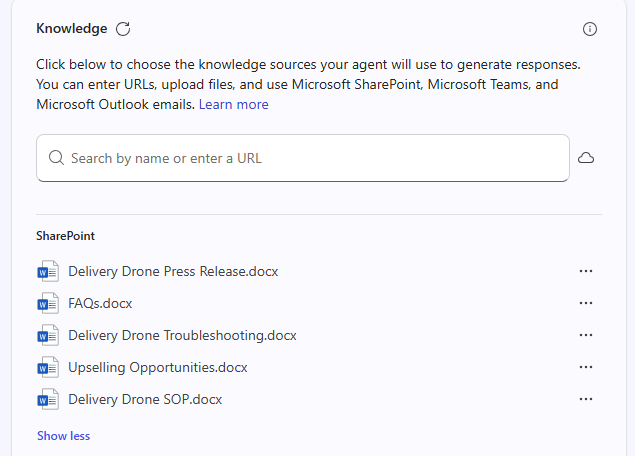 Knowledge
Click below to choose the knowledge sources your agent will use to generate responses.
You can enter URLs, upload files, and use Microsoft SharePoint, Microsoft Teams, and
Microsoft Outlook emails. Learn more
Search by name or enter a URL
SharePoint
Delivery Drone Press Release.docx
FAQs.docx
Delivery Drone Troubleshooting.docx
Upselling Opportunities.docx
Delivery Drone SOP.docx
Show less